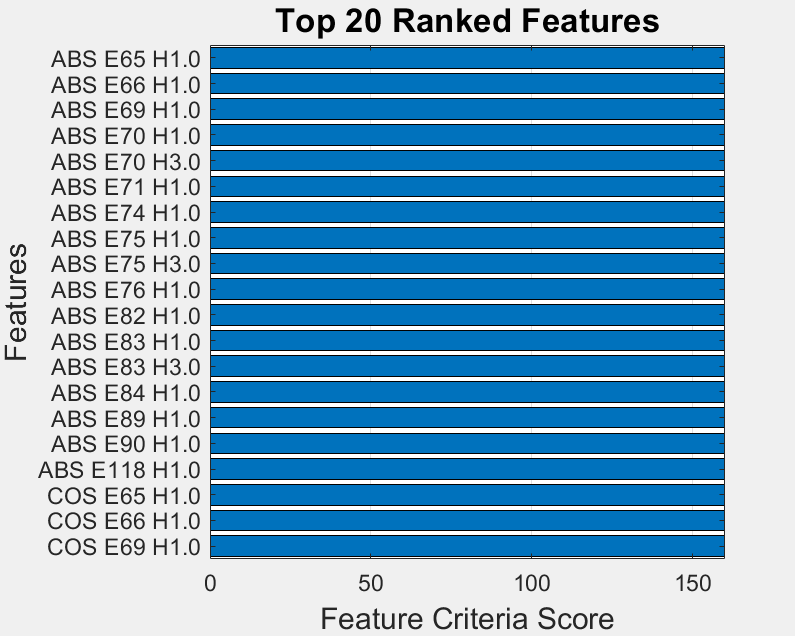 Top 20 Ranked Features
ABS E65 H1.0
ABS E66 H1.0
ABS E69 H1.0
ABS E70 H1.0
ABS E70 H3.0
ABS E71 H1.0
ABS E74 H1.0
ABS E75 H1.0
ABS E75 H3.0
ABS E76 H1.0
ABS E82 H1.0
ABS E83 H1.0
ABS E83 H3.0
ABS E84 H1.0
ABS E89 H1.0
ABS E90 H1.0
ABS E118 H1.0
COS E65 H1.0
COS E66 H1.0
COS E69 H1.0
Features
0 50 100 150
Feature Criteria Score